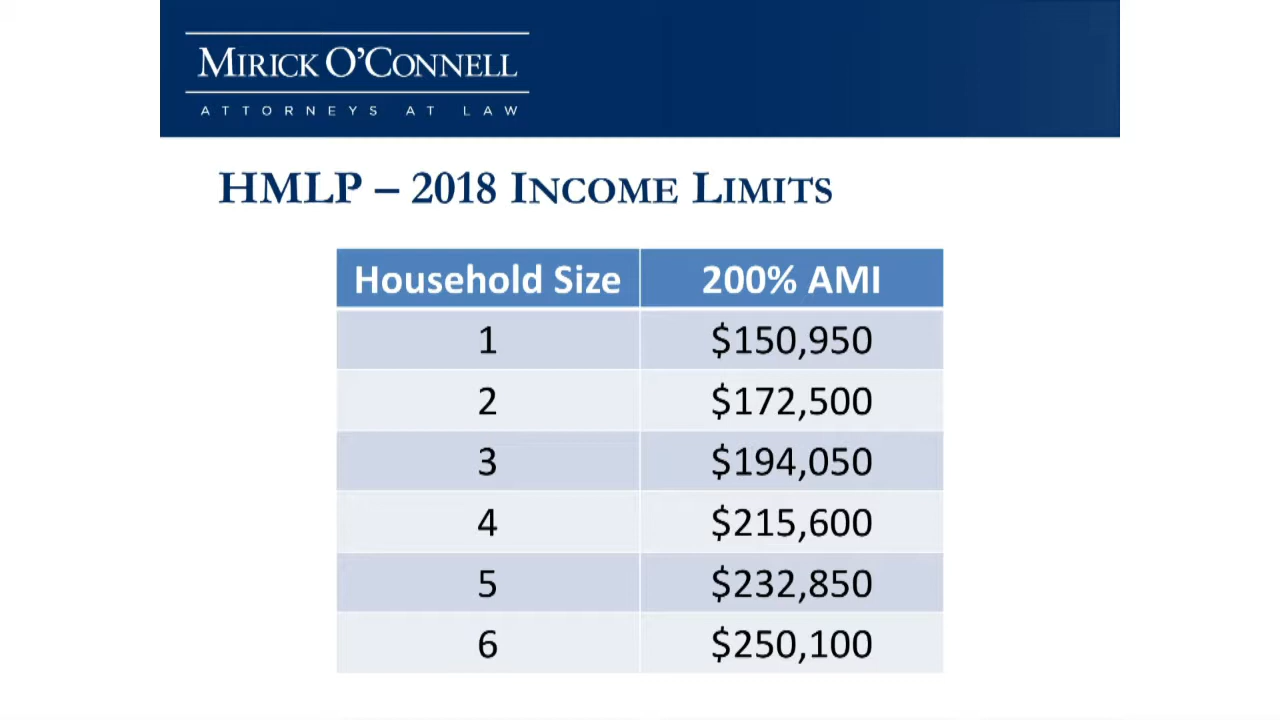 MIRICK O'CONNELL
ATTORNEYS AT LAW
HMLP – 2018 INCOME LIMITS
Household Size 200% AMI
1 $150,950
2 $172,500
3 $194,050
4 $215,600
5 $232,850
6 $250,100